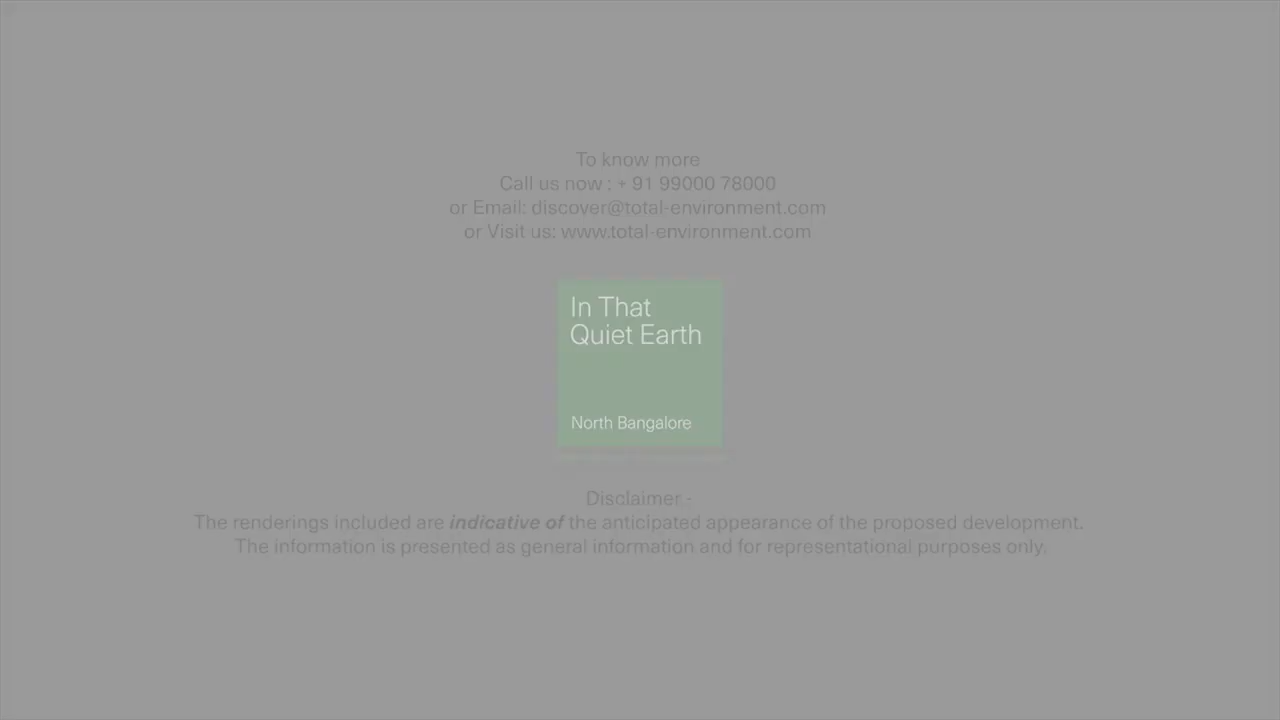 To know more
Call us now : + 91 99000 78000
or Email: discover@total-environment.com
or Visit us: www.total-environment.com
In That
Quiet Earth
North Bangalore
Disclaimer -
The renderings included are indicative of the anticipated appearance of the proposed development.
The information is presented as general information and for representational purposes only.